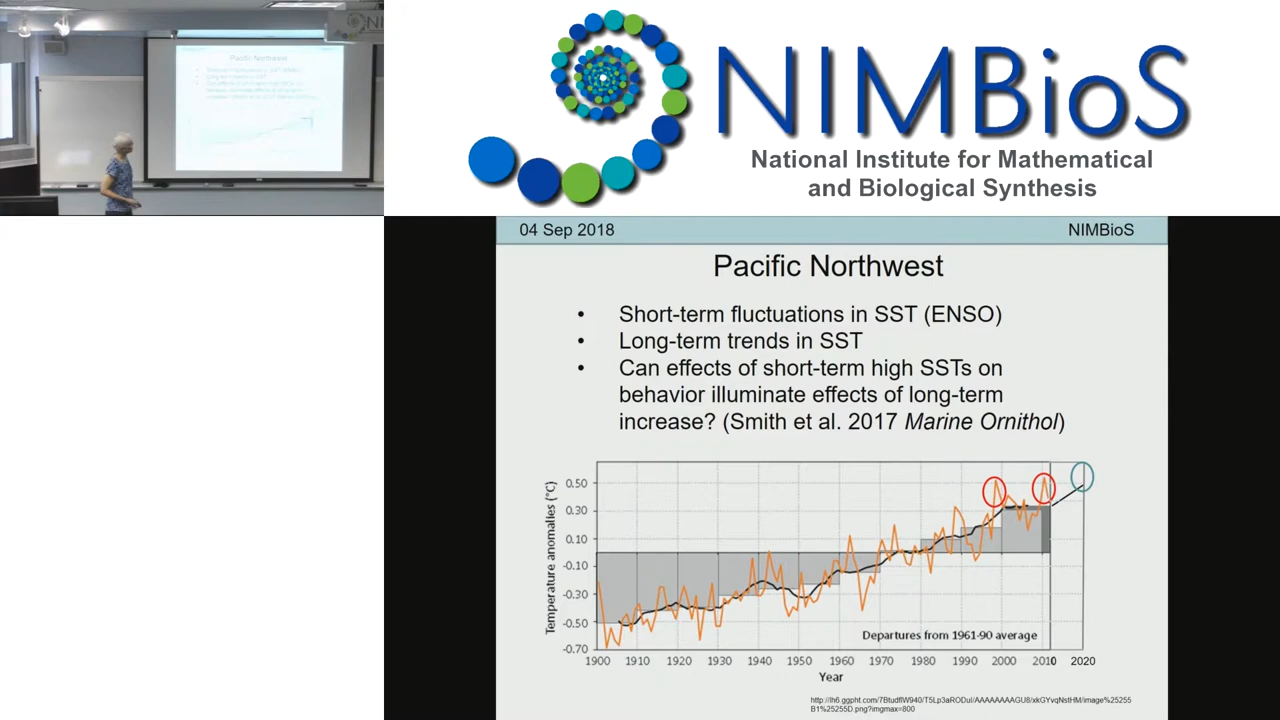 Pacific Northwest
NIMBioS
National Institute for Mathematical
and Biological Synthesis
04 Sep 2018
NIMBioS
Pacific Northwest
• Short-term fluctuations in SST (ENSO)
• Long-term trends in SST
• Can effects of short-term high SSTs on
behavior illuminate effects of long-term
increase? (Smith et al. 2017 Marine Ornithol)
Temperature anomalies (°C)
0.50
0.30
0.10
-0.10
-0.30
-0.50
-0.70
Departures from 1961-90 average
1900 1910 1920 1930 1940 1950 1960 1970 1980 1990 2000 2010 2020
Year